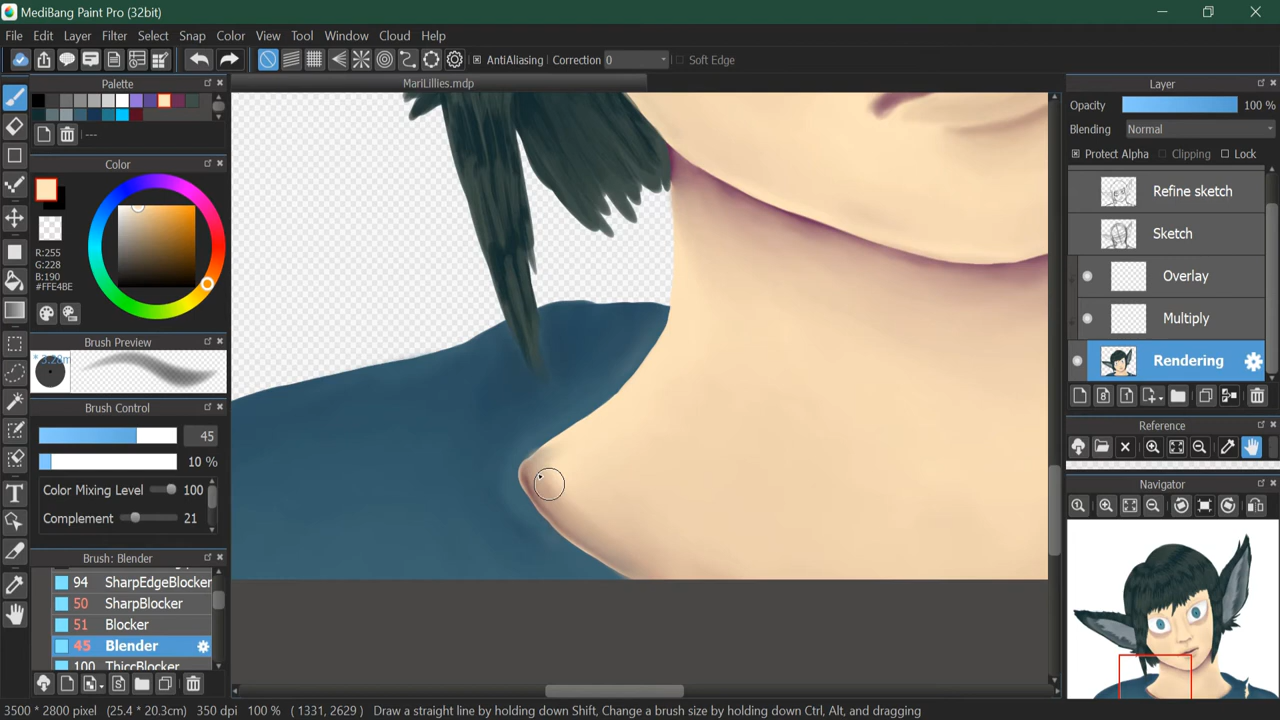 MediBang Paint Pro (32bit)
File Edit Layer Filter Select Snap Color View Tool Window Cloud Help
AntiAliasing Correction 0 Soft Edge
Palette
MariLillies.mdp
Layer
Opacity 100 %
---
Blending Normal
Protect Alpha Clipping Lock
Color
Refine sketch
Sketch
R:255
G:228
B:190
#FFE4BE
Overlay
Multiply
Brush Preview
Rendering
Brush Control
Reference
45
10 %
Color Mixing Level 100
Navigator
Complement 21
Brush: Blender
94 SharpEdgeBlocker
50 SharpBlocker
51 Blocker
45 Blender
100 ThiccBlocker
3500 * 2800 pixel (25.4 * 20.3cm) 350 dpi 100 % ( 1331, 2629 ) Draw a straight line by holding down Shift, Change a brush size by holding down Ctrl, Alt, and dragging